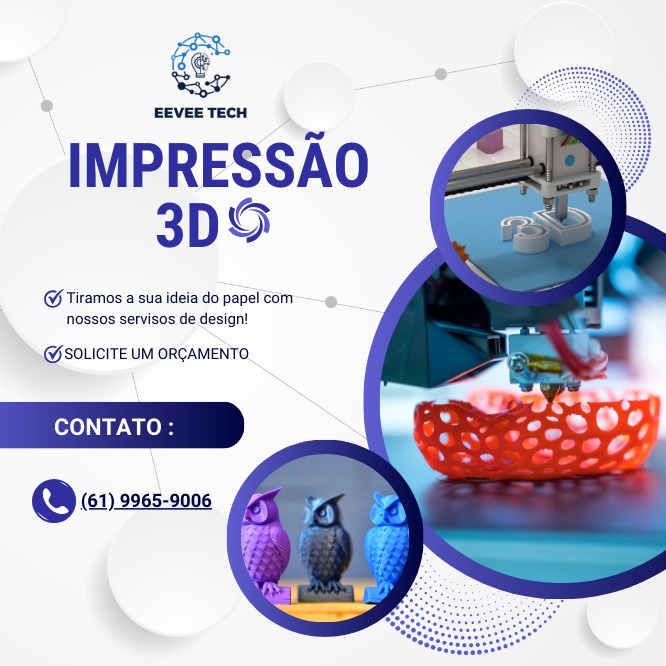 EEVEE TECH
IMPRESSÃO
3D
3D
Tiramos a sua ideia do papel com
nossos servisos de design!
SOLICITE UM ORÇAMENTO
CONTATO :
(61) 9965-9006